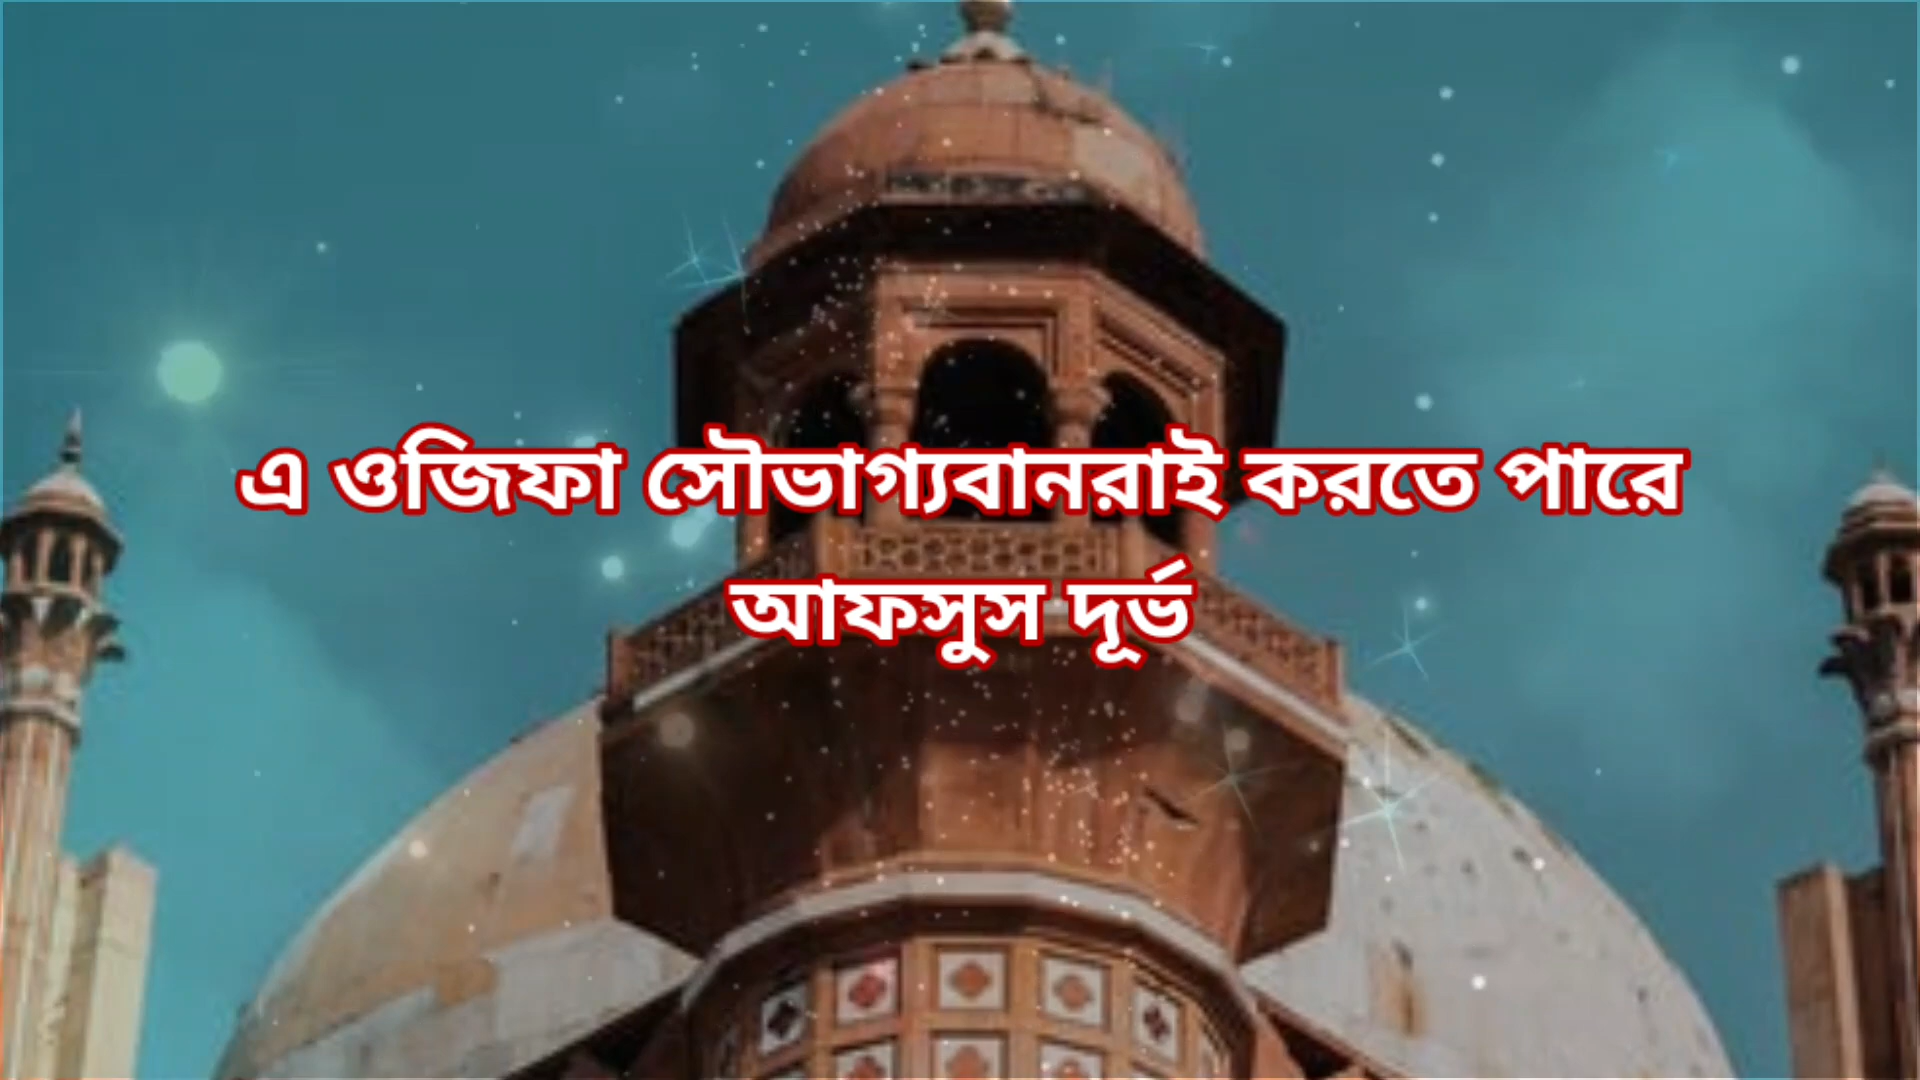 এ ওজিফা সৌভাগ্যবানরাই করতে পারে
আফসুস দূর্ভ